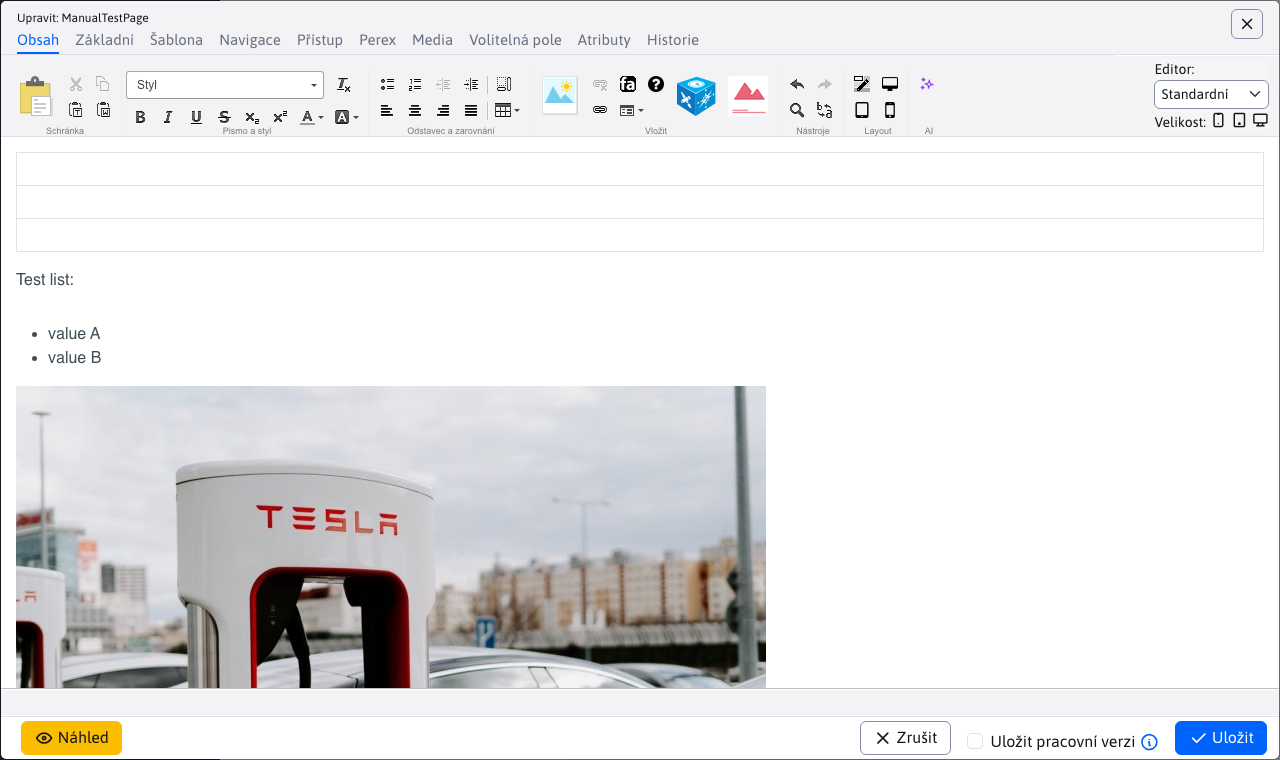 Upravit: ManualTestPage
Obsah Základní Šablona Navigace Přístup Perex Media Volitelná pole Atributy Historie
Styl
Schránka
Písmo a styl
Odstavec a zarovnání
Vložit
Nástroje
Layout
AI
Editor:
Standardní
Velikost:
Test list:
value A
value B
TESLA
Náhled
Zrušit
Uložit pracovní verzi
Uložit